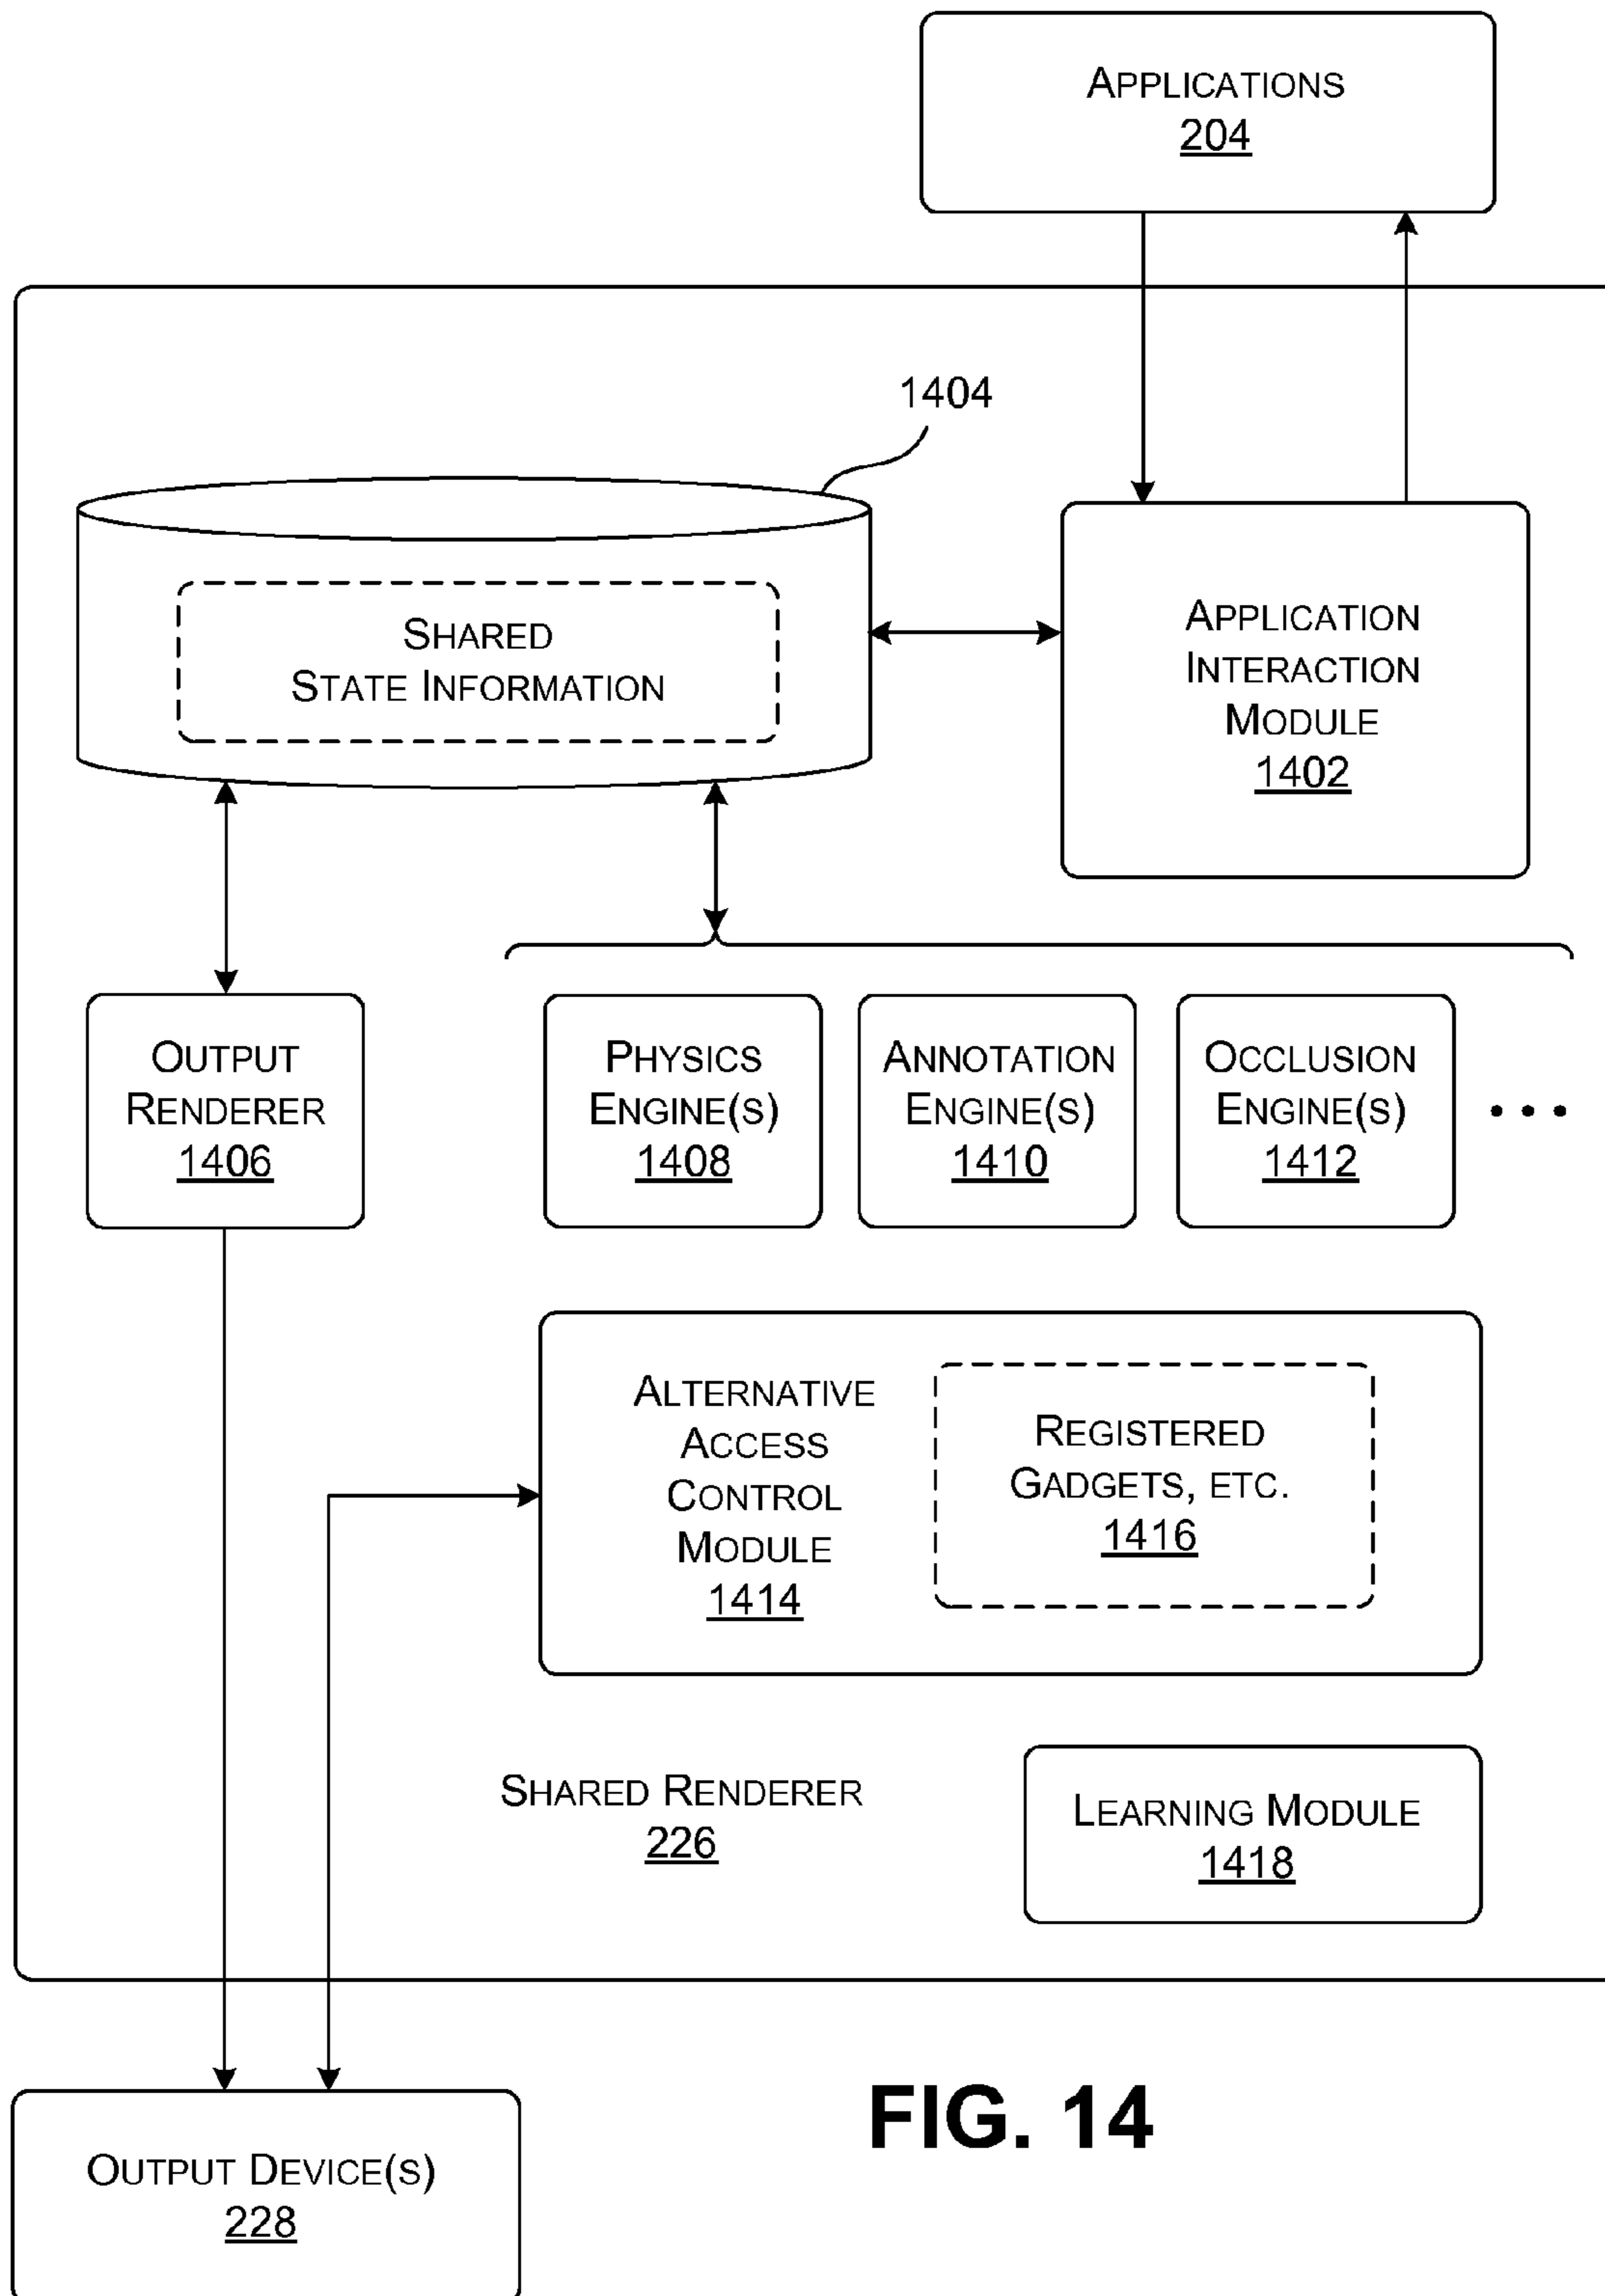 APPLICATIONS
204
1404
SHARED
STATE INFORMATION
APPLICATION
INTERACTION
MODULE
1402
OUTPUT
RENDERER
1406
PHYSICS
ENGINE(S)
1408
ANNOTATION
ENGINE(S)
1410
OCCLUSION
ENGINE(S)
1412
• • •
ALTERNATIVE
ACCESS
CONTROL
MODULE
1414
REGISTERED
GADGETS, ETC.
1416
SHARED RENDERER
226
LEARNING MODULE
1418
OUTPUT DEVICE(S)
228
FIG. 14